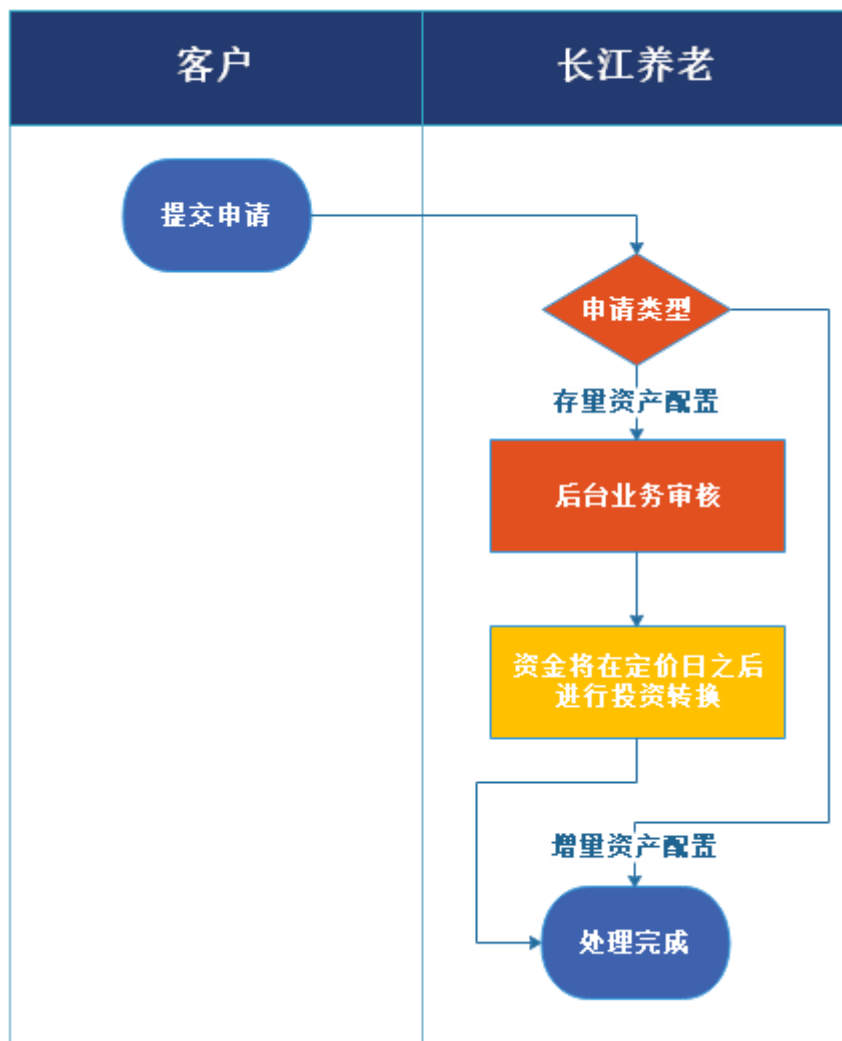 客户
长江养老
提交申请
申请类型
存量资产配置
后台业务审核
资金将在定价日之后
进行投资转换
增量资产配置
处理完成